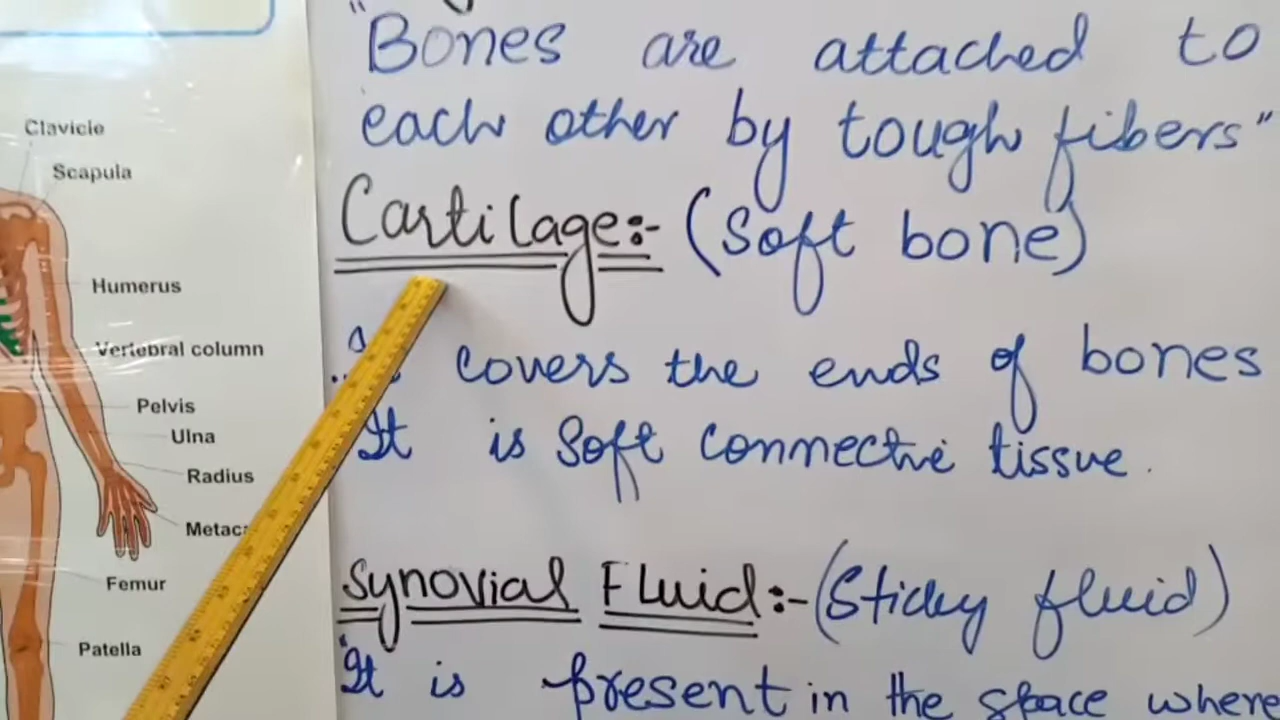 "Bones are attached to
each other by tough fibers"
Cartilage:- (Soft bone)
covers the ends of bones
It is Soft connective tissue.
Synovial Fluid:- (Sticky fluid)
It is present in the space where
Clavicle
Scapula
Humerus
Vertebral column
Pelvis
Ulna
Radius
Femur
Patella